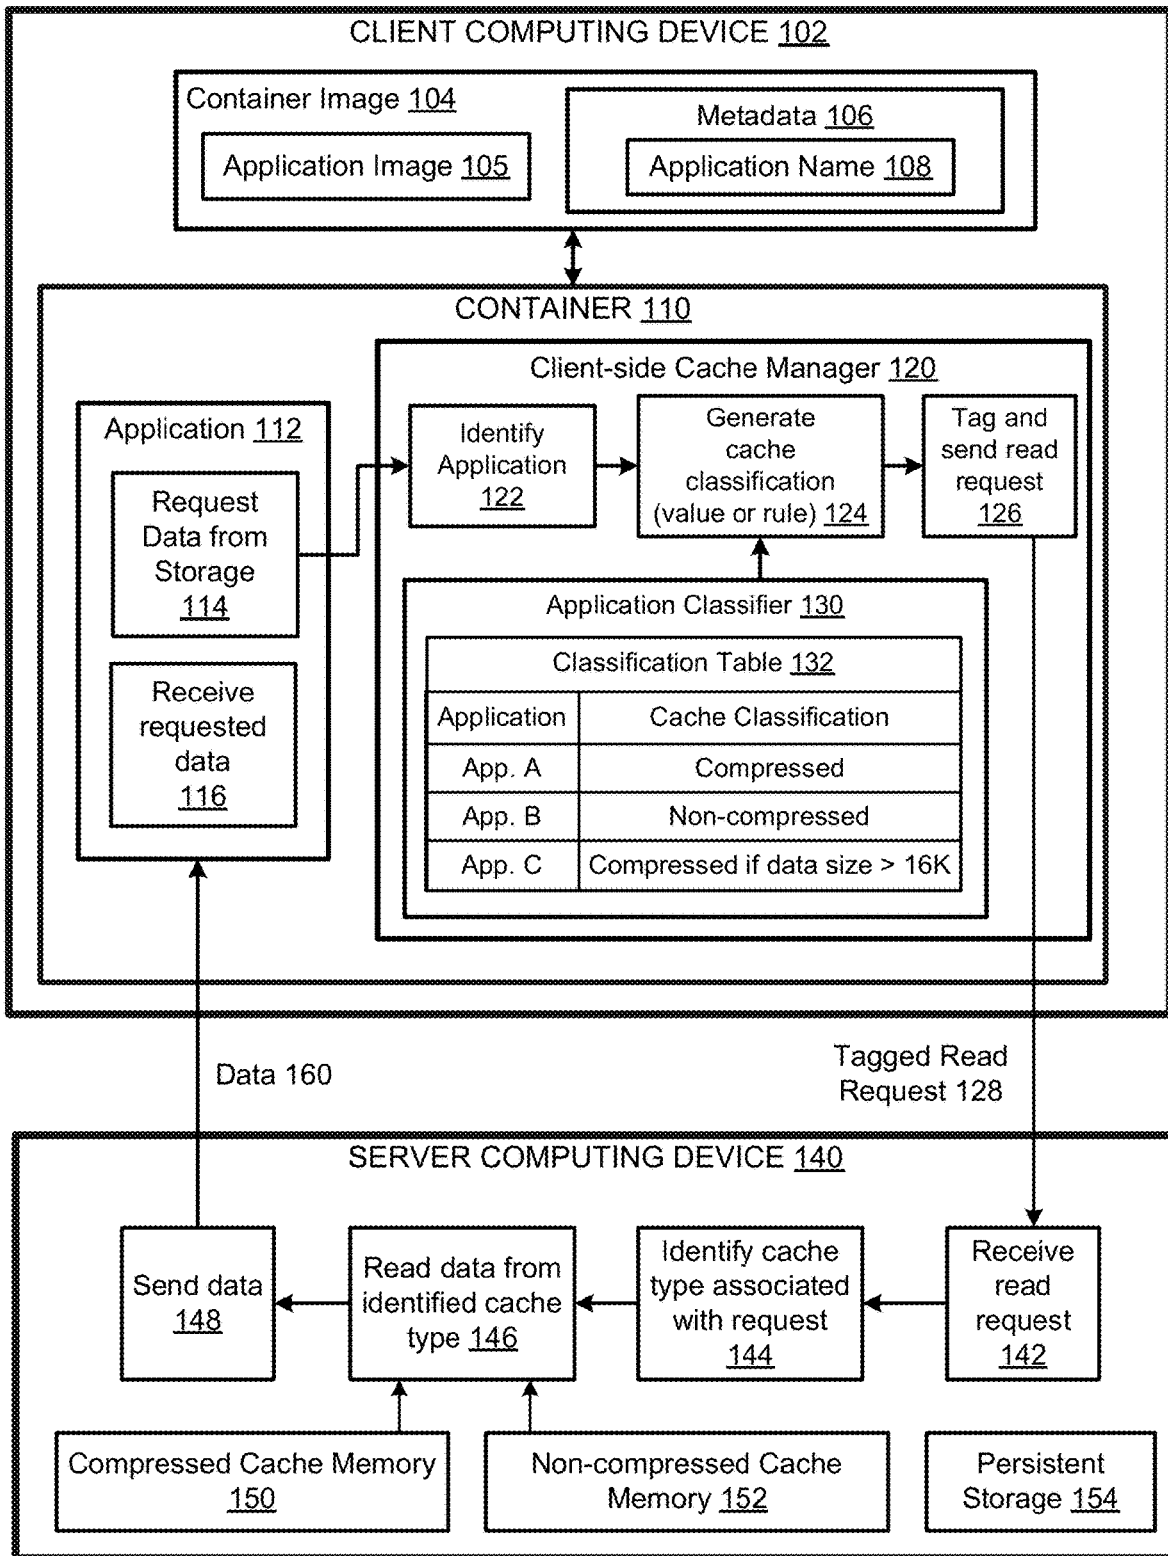 CLIENT COMPUTING DEVICE 102
Container Image 104
Application Image 105
Metadata 106
Application Name 108
CONTAINER 110
Application 112
Request
Data from
Storage
114
Receive
requested
data
116
Client-side Cache Manager 120
Identify
Application
122
Generate
cache
classification
(value or rule) 124
Tag and
send read
request
126
Application Classifier 130
Classification Table 132
Application Cache Classification
App. A Compressed
App. B Non-compressed
App. C Compressed if data size > 16K
Data 160
Tagged Read
Request 128
SERVER COMPUTING DEVICE 140
Send data
148
Read data from
identified cache
type 146
Identify cache
type associated
with request
144
Receive
read
request
142
Compressed Cache Memory
150
Non-compressed Cache
Memory 152
Persistent
Storage 154